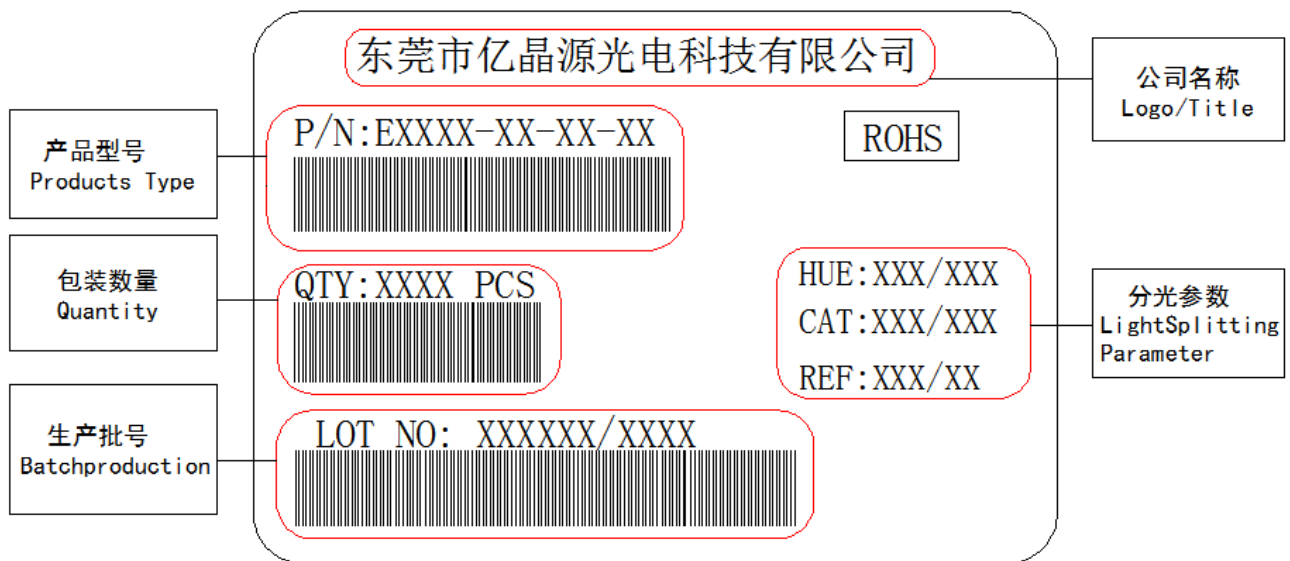 东莞市亿晶源光电科技有限公司
公司名称
Logo/Title
产品型号
Products Type
P/N:EXXXX-XX-XX-XX
ROHS
包装数量
Quantity
QTY:XXXX PCS
HUE:XXX/XXX
CAT:XXX/XXX
REF:XXX/XX
分光参数
LightSplitting
Parameter
生产批号
Batchproduction
LOT NO: XXXXXX/XXXX